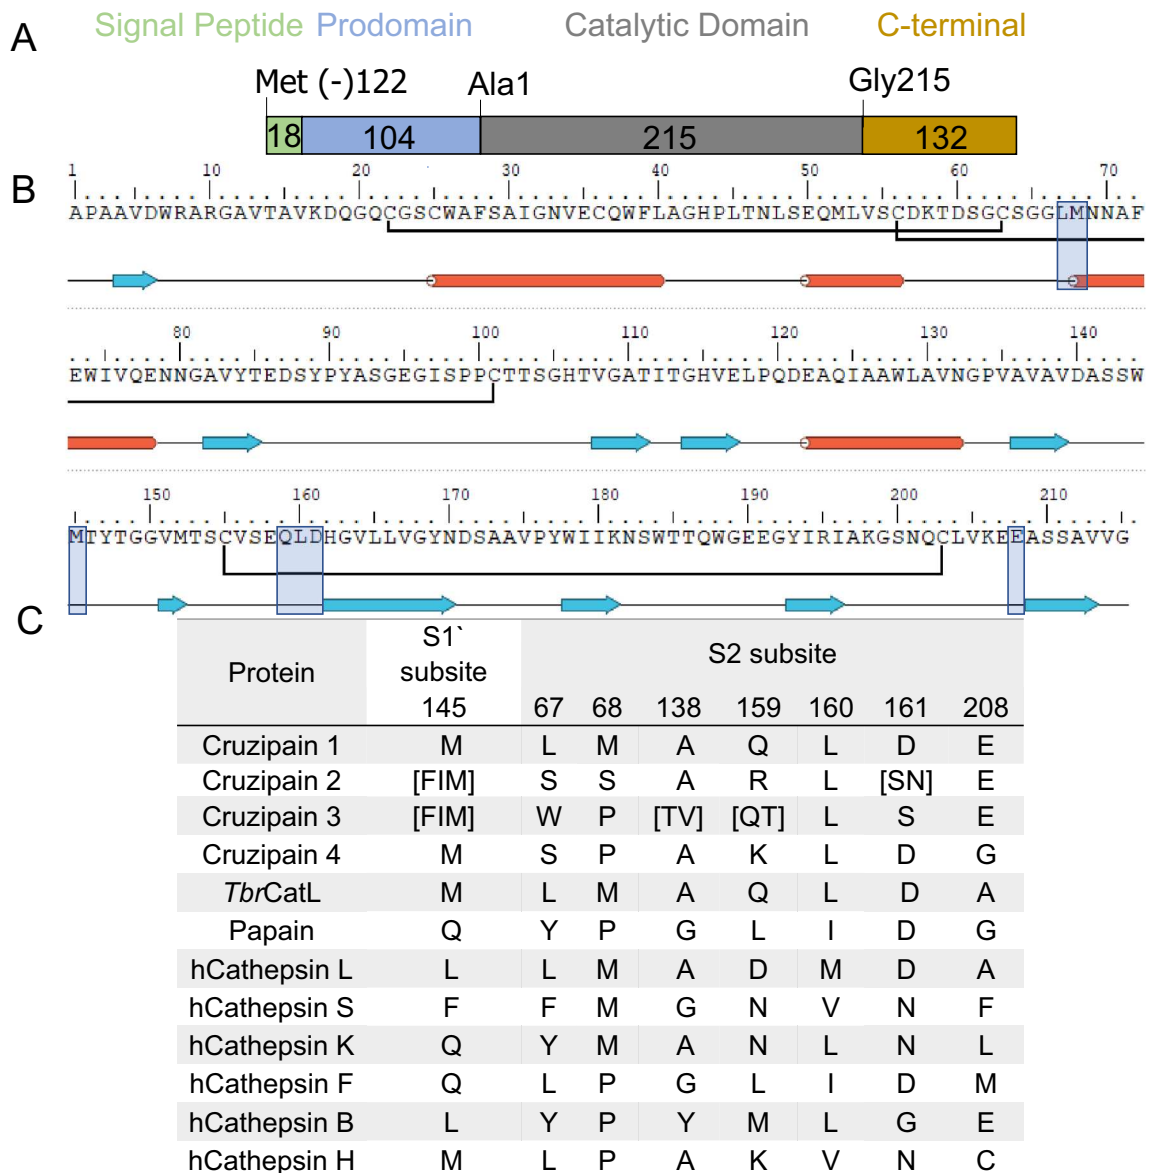 A
Signal Peptide Prodomain Catalytic Domain C-terminal
Met (-)122 Ala1 Gly215
18 104 215 132
B
1 10 20 30 40 50 60 70
APAAVDWRARGAVTAVKDQGQCGSCWAFSAIGNVECQWFLAGHPLTNLSEQMLVSCDKTDSGCSGGLMNNAF
80 90 100 110 120 130 140
EWIVQENNGAVYTEDSYPYASGEGISPPCTTSGHTVGATITGHVELPQDEAQIAAWLAVNGPVAVAVDASSW
150 160 170 180 190 200 210
MTYTGGVMTSCVSEQLDHGVLLVGYNDSAAVPYWIIKNSWTTQWGEEGYIRIAKGSNQCLVKEEASSAVVG
C
Protein S1` subsite S2 subsite
145 67 68 138 159 160 161 208
Cruzipain 1 M L M A Q L D E
Cruzipain 2 [FIM] S S A R L [SN] E
Cruzipain 3 [FIM] W P [TV] [QT] L S E
Cruzipain 4 M S P A K L D G
TbrCatL M L M A Q L D A
Papain Q Y P G L I D G
hCathepsin L L L M A D M D A
hCathepsin S F F M G N V N F
hCathepsin K Q Y M A N L N L
hCathepsin F Q L P G L I D M
hCathepsin B L Y P Y M L G E
hCathepsin H M L P A K V N C